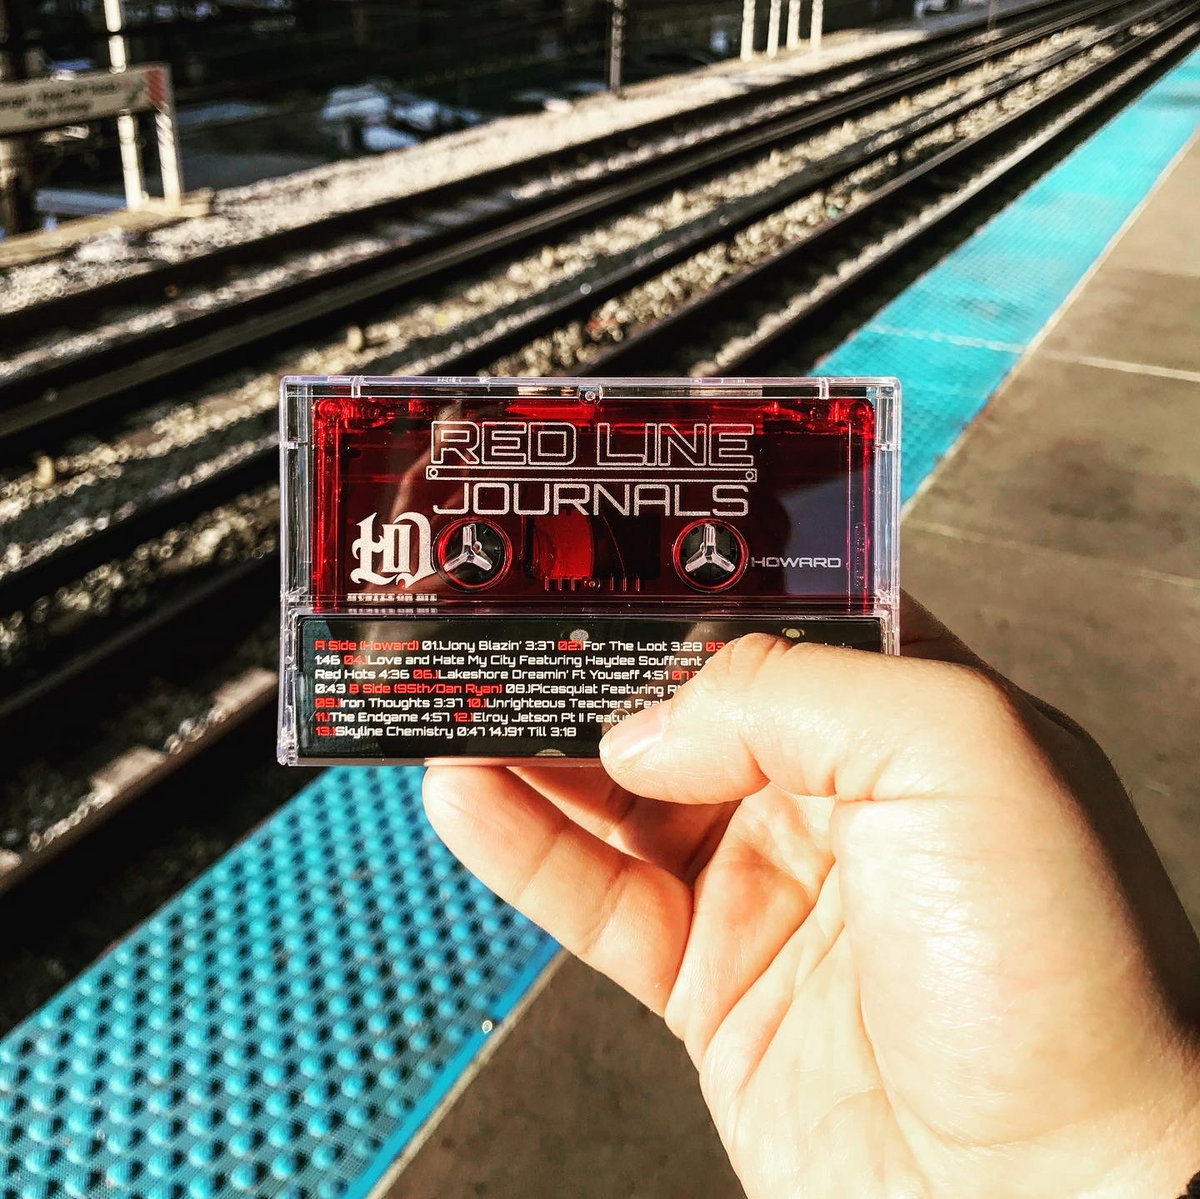 RED LINE
JOURNALS
HOD
HOWARD
A Side (Howard) 01.)Jony Blazin' 3:37 02.)For The Loot 3:28 03.
1:46 04.)Love and Hate My City Featuring Haydee Souffrant
Red Hots 4:36 06.)Lakeshore Dreamin' Ft Youseff 4:51 07.)
0:43 B Side (95th/Dan Ryan) 08.)Picasquiat Featuring
09.)Iron Thoughts 3:37 10.)Unrighteous Teachers
11.)The Endgame 4:57 12.)Elroy Jetson Pt II
13.)Skyline Chemistry 0:47 14.)91' Till 3:18